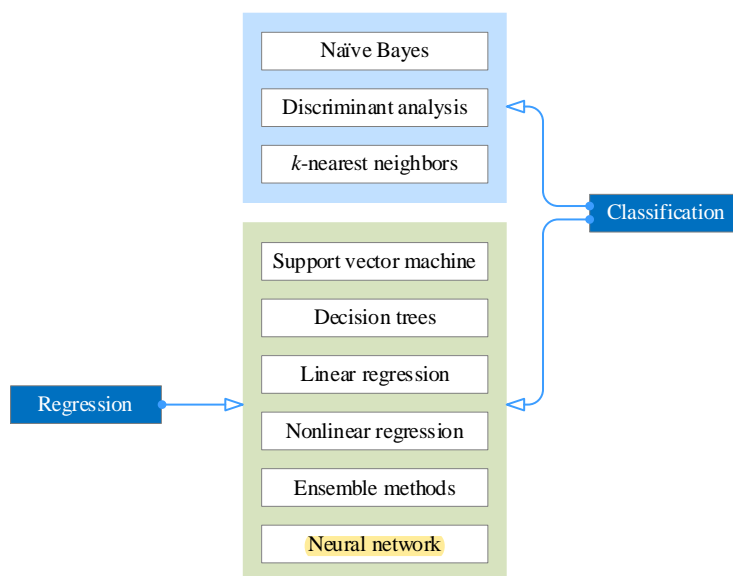 Naïve Bayes
Discriminant analysis
k-nearest neighbors
Classification
Support vector machine
Decision trees
Linear regression
Regression
Nonlinear regression
Ensemble methods
Neural network